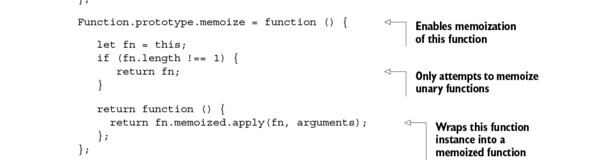 };
Function.prototype.memoize = function () {
Enables memoization
of this function
let fn = this;
if (fn.length !== 1) {
return fn;
}
Only attempts to memoize
unary functions
return function () {
return fn.memoized.apply(fn, arguments);
};
};
Wraps this function
instance into a
memoized function